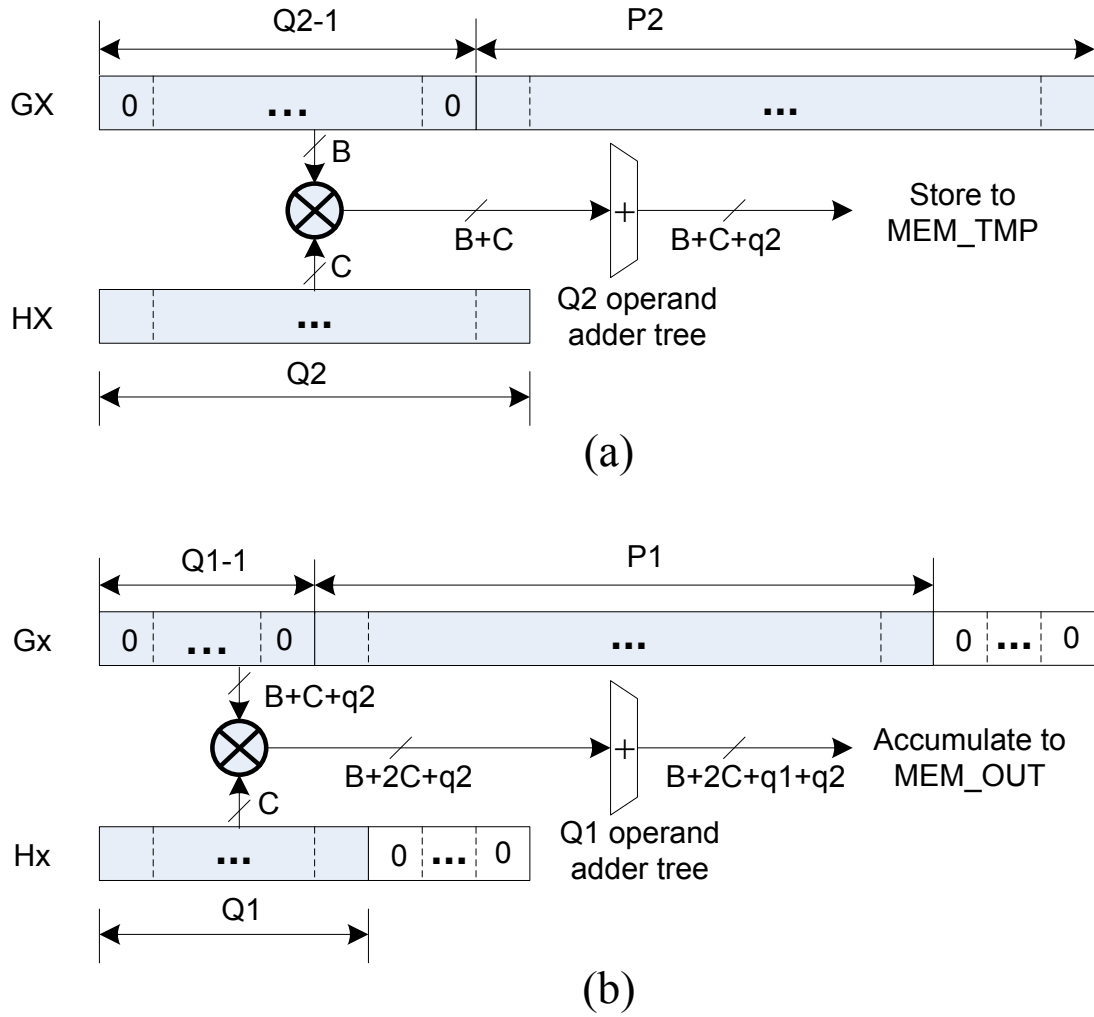 Q2-1 P2
GX 0 ... 0 ...
B
B+C + B+C+q2 Store to
MEM_TMP
C
HX ...
Q2 operand
adder tree
Q2
(a)
Q1-1 P1
Gx 0 ... 0 ... 0 ... 0
B+C+q2
B+2C+q2 + B+2C+q1+q2 Accumulate to
MEM_OUT
C
Hx ... 0 ... 0
Q1 operand
adder tree
Q1
(b)